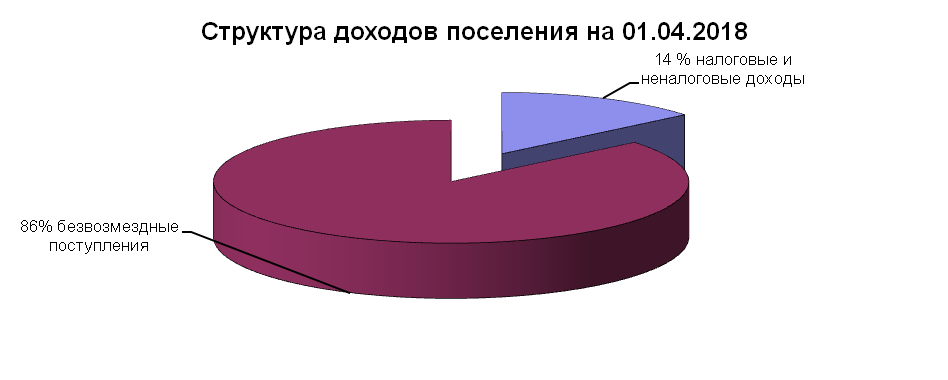 Структура доходов поселения на 01.04.2018
14 % налоговые и
неналоговые доходы
86% безвозмездные
поступления